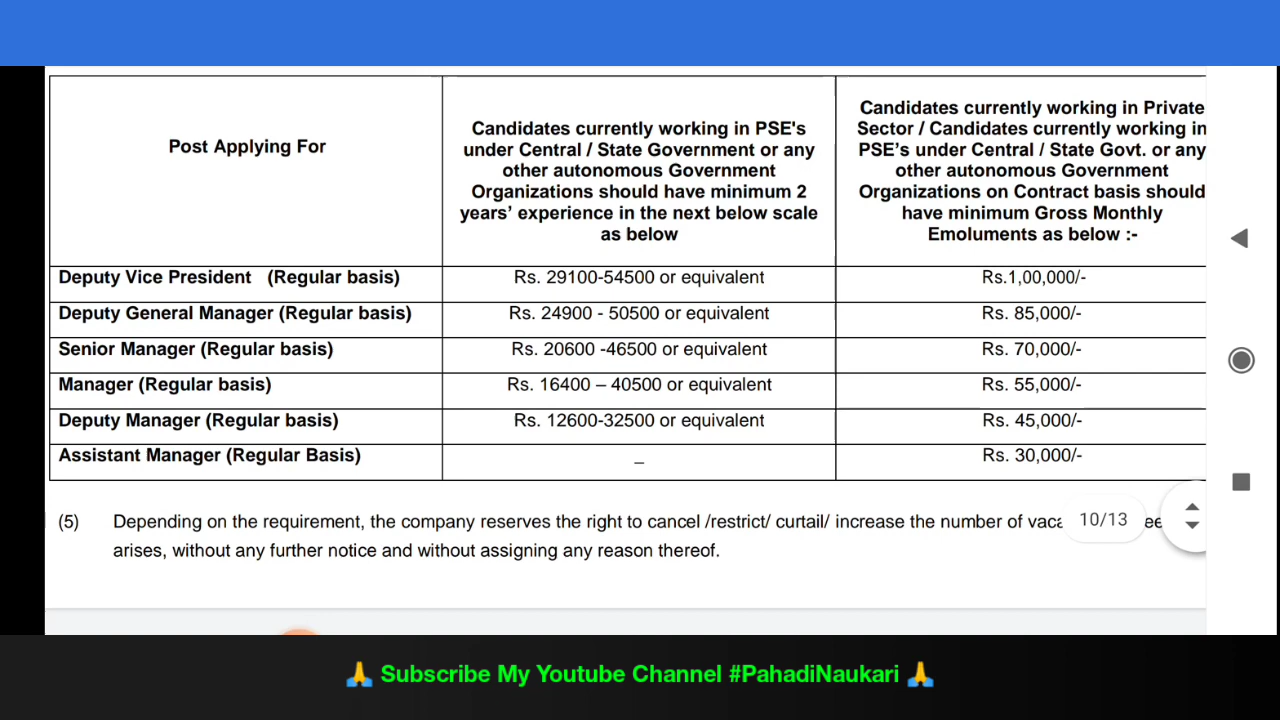 Post Applying For
Candidates currently working in PSE's
under Central / State Government or any
other autonomous Government
Organizations should have minimum 2
years’ experience in the next below scale
as below
Candidates currently working in Private
Sector / Candidates currently working in
PSE’s under Central / State Govt. or any
other autonomous Government
Organizations on Contract basis should
have minimum Gross Monthly
Emoluments as below :-
Deputy Vice President (Regular basis) Rs. 29100-54500 or equivalent Rs.1,00,000/-
Deputy General Manager (Regular basis) Rs. 24900 - 50500 or equivalent Rs. 85,000/-
Senior Manager (Regular basis) Rs. 20600 -46500 or equivalent Rs. 70,000/-
Manager (Regular basis) Rs. 16400 – 40500 or equivalent Rs. 55,000/-
Deputy Manager (Regular basis) Rs. 12600-32500 or equivalent Rs. 45,000/-
Assistant Manager (Regular Basis) _ Rs. 30,000/-
(5) Depending on the requirement, the company reserves the right to cancel /restrict/ curtail/ increase the number of
arises, without any further notice and without assigning any reason thereof.
10/13
🙏 Subscribe My Youtube Channel #PahadiNaukari 🙏